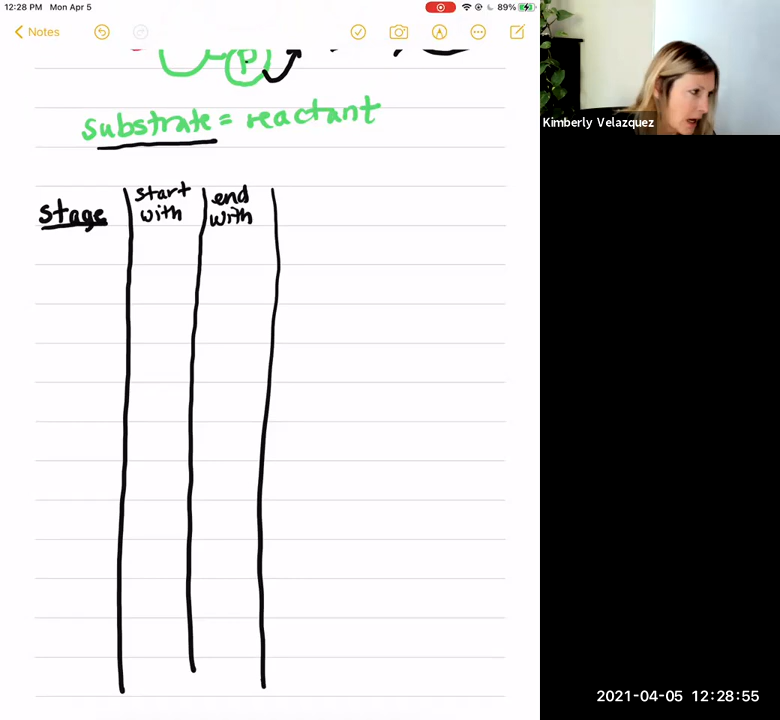 12:28 PM Mon Apr 5
89%
Notes
P
substrate = reactant
stage
start with
end with
Kimberly Velazquez
2021-04-05 12:28:55